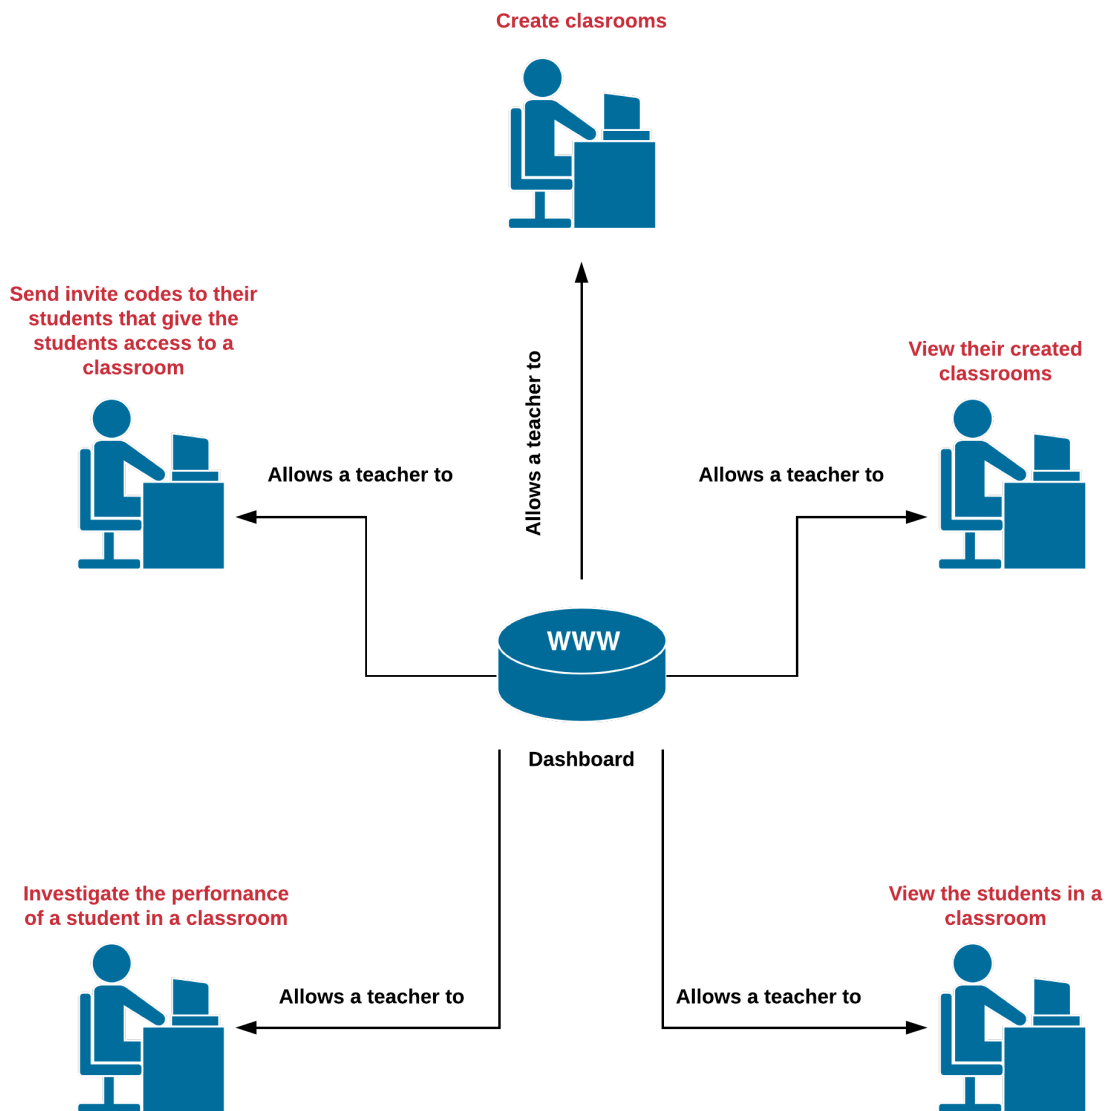 Create clasrooms
Send invite codes to their
students that give the
students access to a
classroom
View their created
classrooms
Allows a teacher to
Allows a teacher to
Allows a teacher to
WWW
Dashboard
Investigate the perfornance
of a student in a classroom
View the students in a
classroom
Allows a teacher to
Allows a teacher to